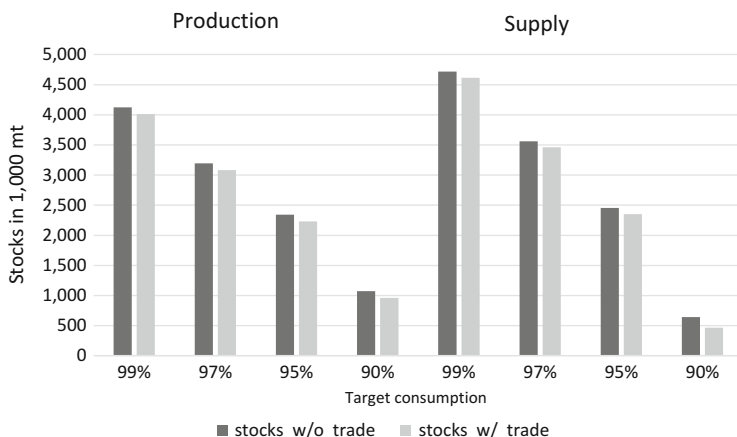 Production Supply
Stocks in 1,000 mt
5,000
4,500
4,000
3,500
3,000
2,500
2,000
1,500
1,000
500
0
99% 97% 95% 90% 99% 97% 95% 90%
Target consumption
stocks w/o trade stocks w/ trade